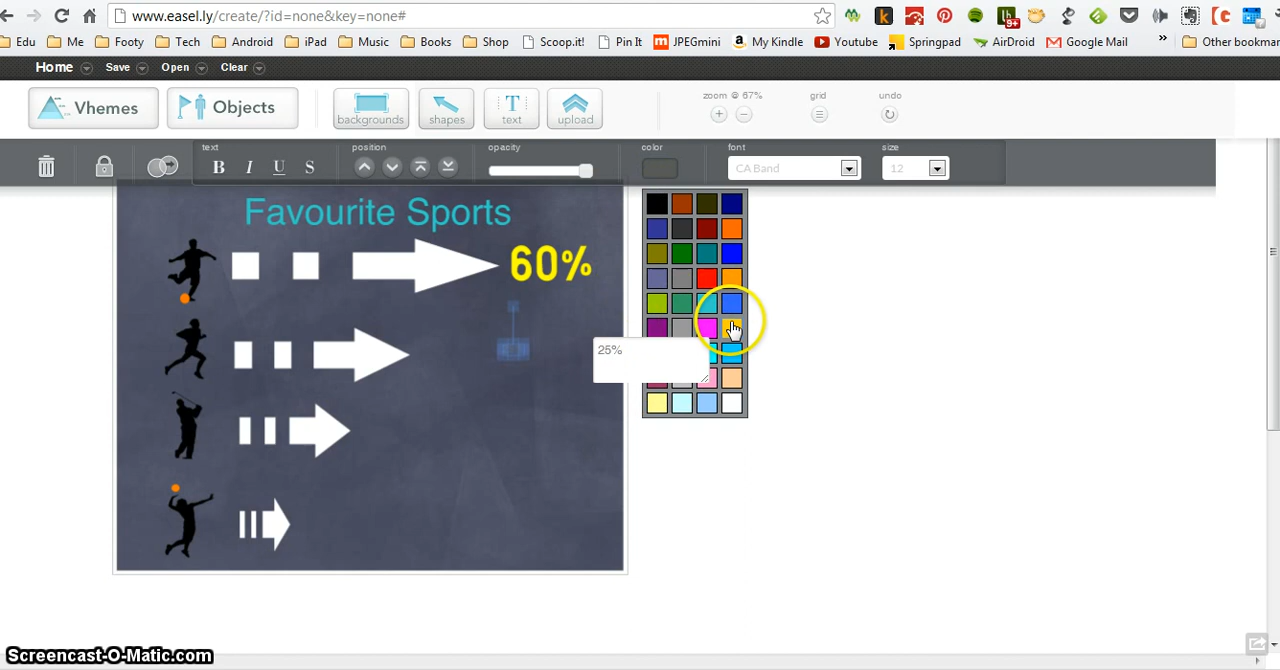 www.easel.ly/create/?id=none&key=none#
Edu Me Footy Tech Android iPad Music Books Shop Scoop.it! Pin It JPEGmini My Kindle Youtube Springpad AirDroid Google Mail » Other bookmar
Home Save Open Clear
Vhemes Objects backgrounds shapes text upload
zoom @ 67% grid undo
text position opacity color font size
B I U S CA Band 12
Favourite Sports
60%
25%
Screencast-O-Matic.com